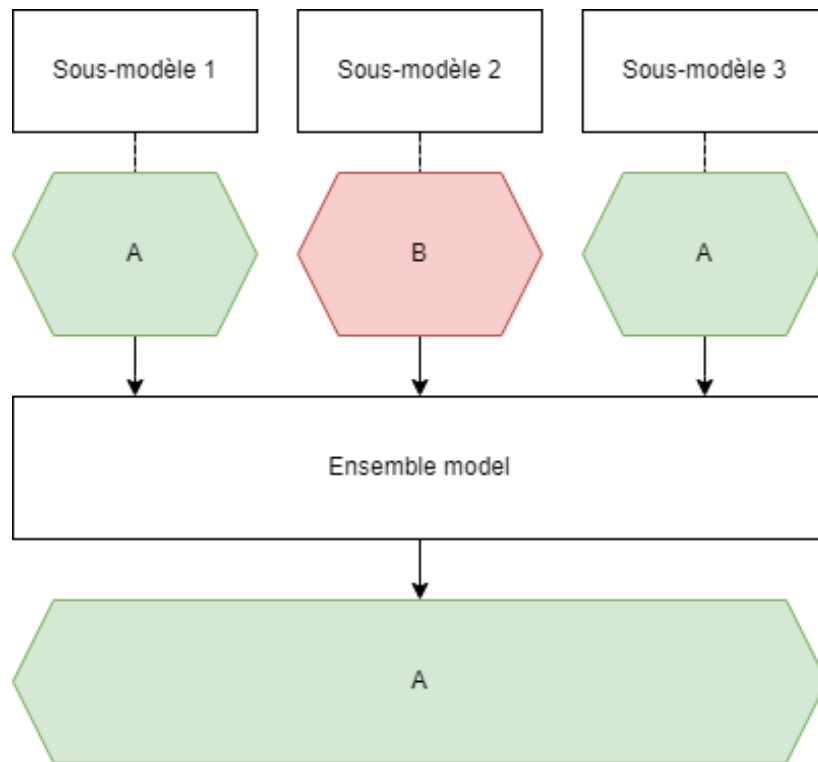 Sous-modèle 1
Sous-modèle 2
Sous-modèle 3
A
B
A
Ensemble model
A